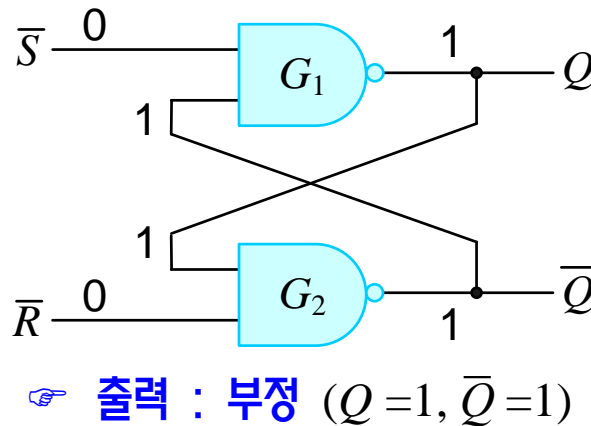 S̅ 0 G₁ 1 Q
1
1
R̅ 0 G₂ 1 Q̅
☞ 출력 : 부정 (Q =1, Q̅ =1)